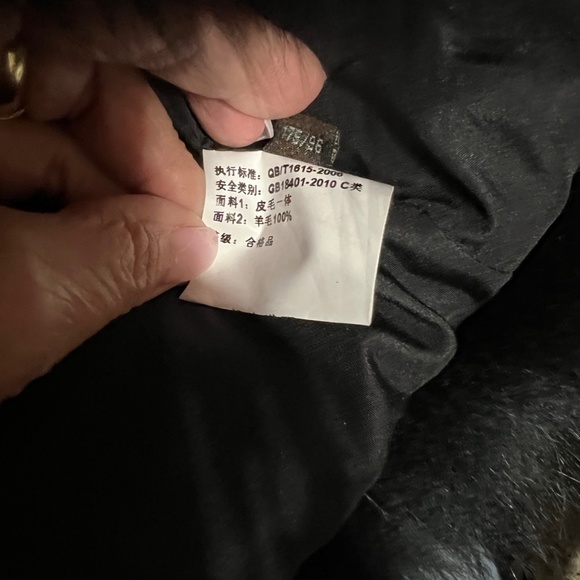 175/96
执行标准：QB/T1615-2006
安全类别：GB18401-2010 C类
面料1：皮毛一体
面料2：羊毛100%
级：合格品